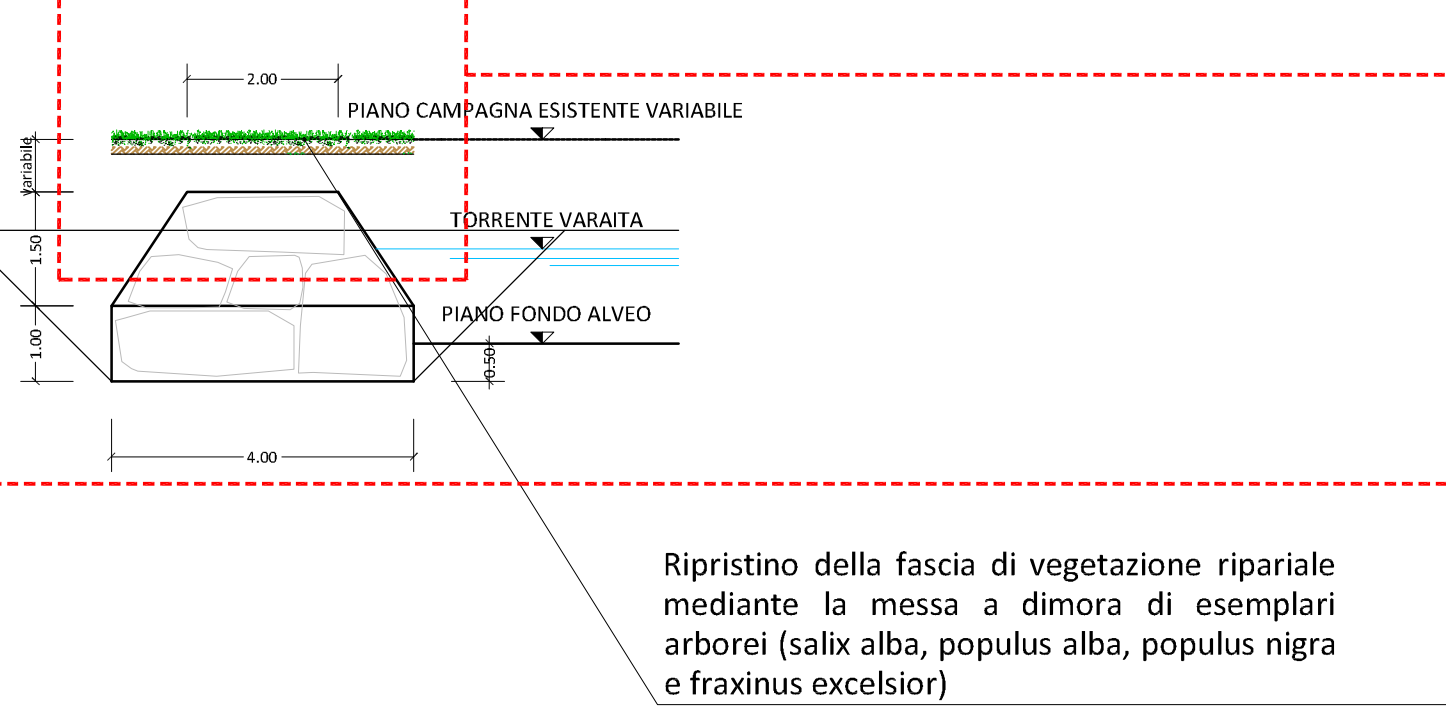 2.00
PIANO CAMPAGNA ESISTENTE VARIABILE
variabile
TORRENTE VARAITA
1.50
PIANO FONDO ALVEO
1.00
0.50
4.00
Ripristino della fascia di vegetazione ripariale
mediante la messa a dimora di esemplari
arborei (salix alba, populus alba, populus nigra
e fraxinus excelsior)